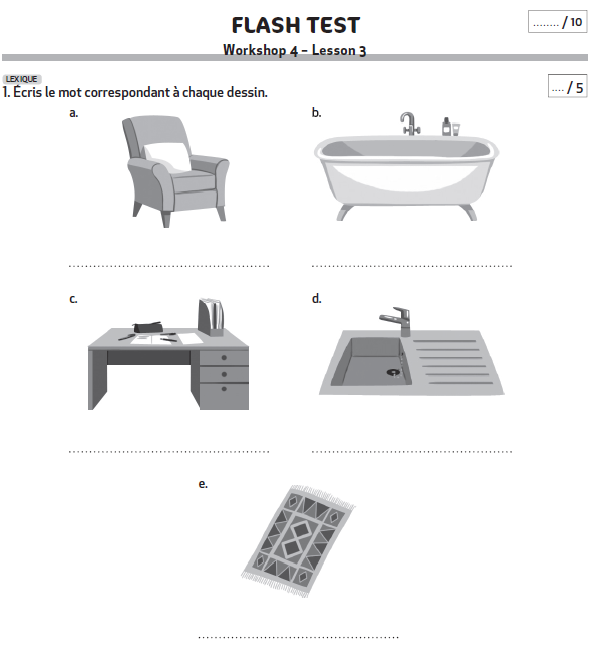 FLASH TEST
........ / 10
Workshop 4 – Lesson 3
LEXIQUE
1. Écris le mot correspondant à chaque dessin.
.... / 5
a.
b.
c.
d.
e.